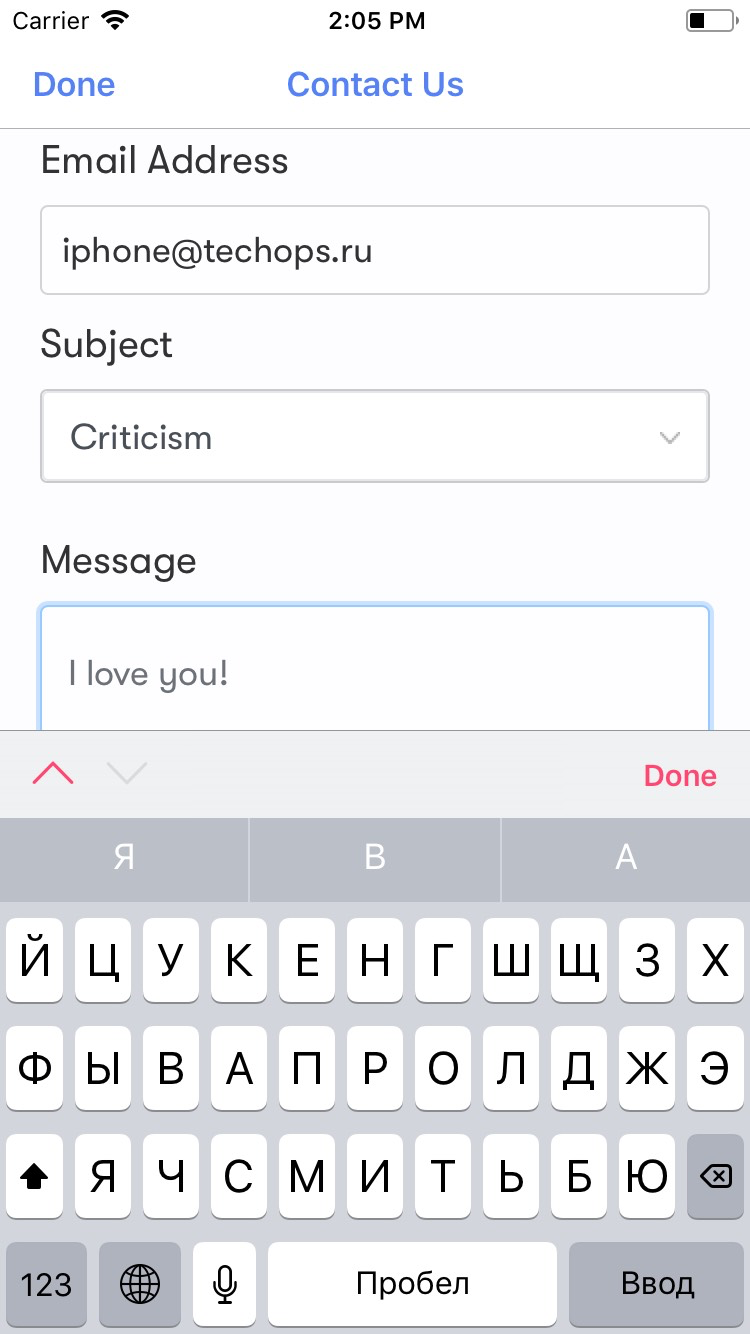 Carrier 2:05 PM
Done Contact Us
Email Address
iphone@techops.ru
Subject
Criticism
Message
I love you!
Done
Я В А
Й Ц У К Е Н Г Ш Щ З Х
Ф Ы В А П Р О Л Д Ж Э
Я Ч С М И Т Ь Б Ю
123 Пробел Ввод